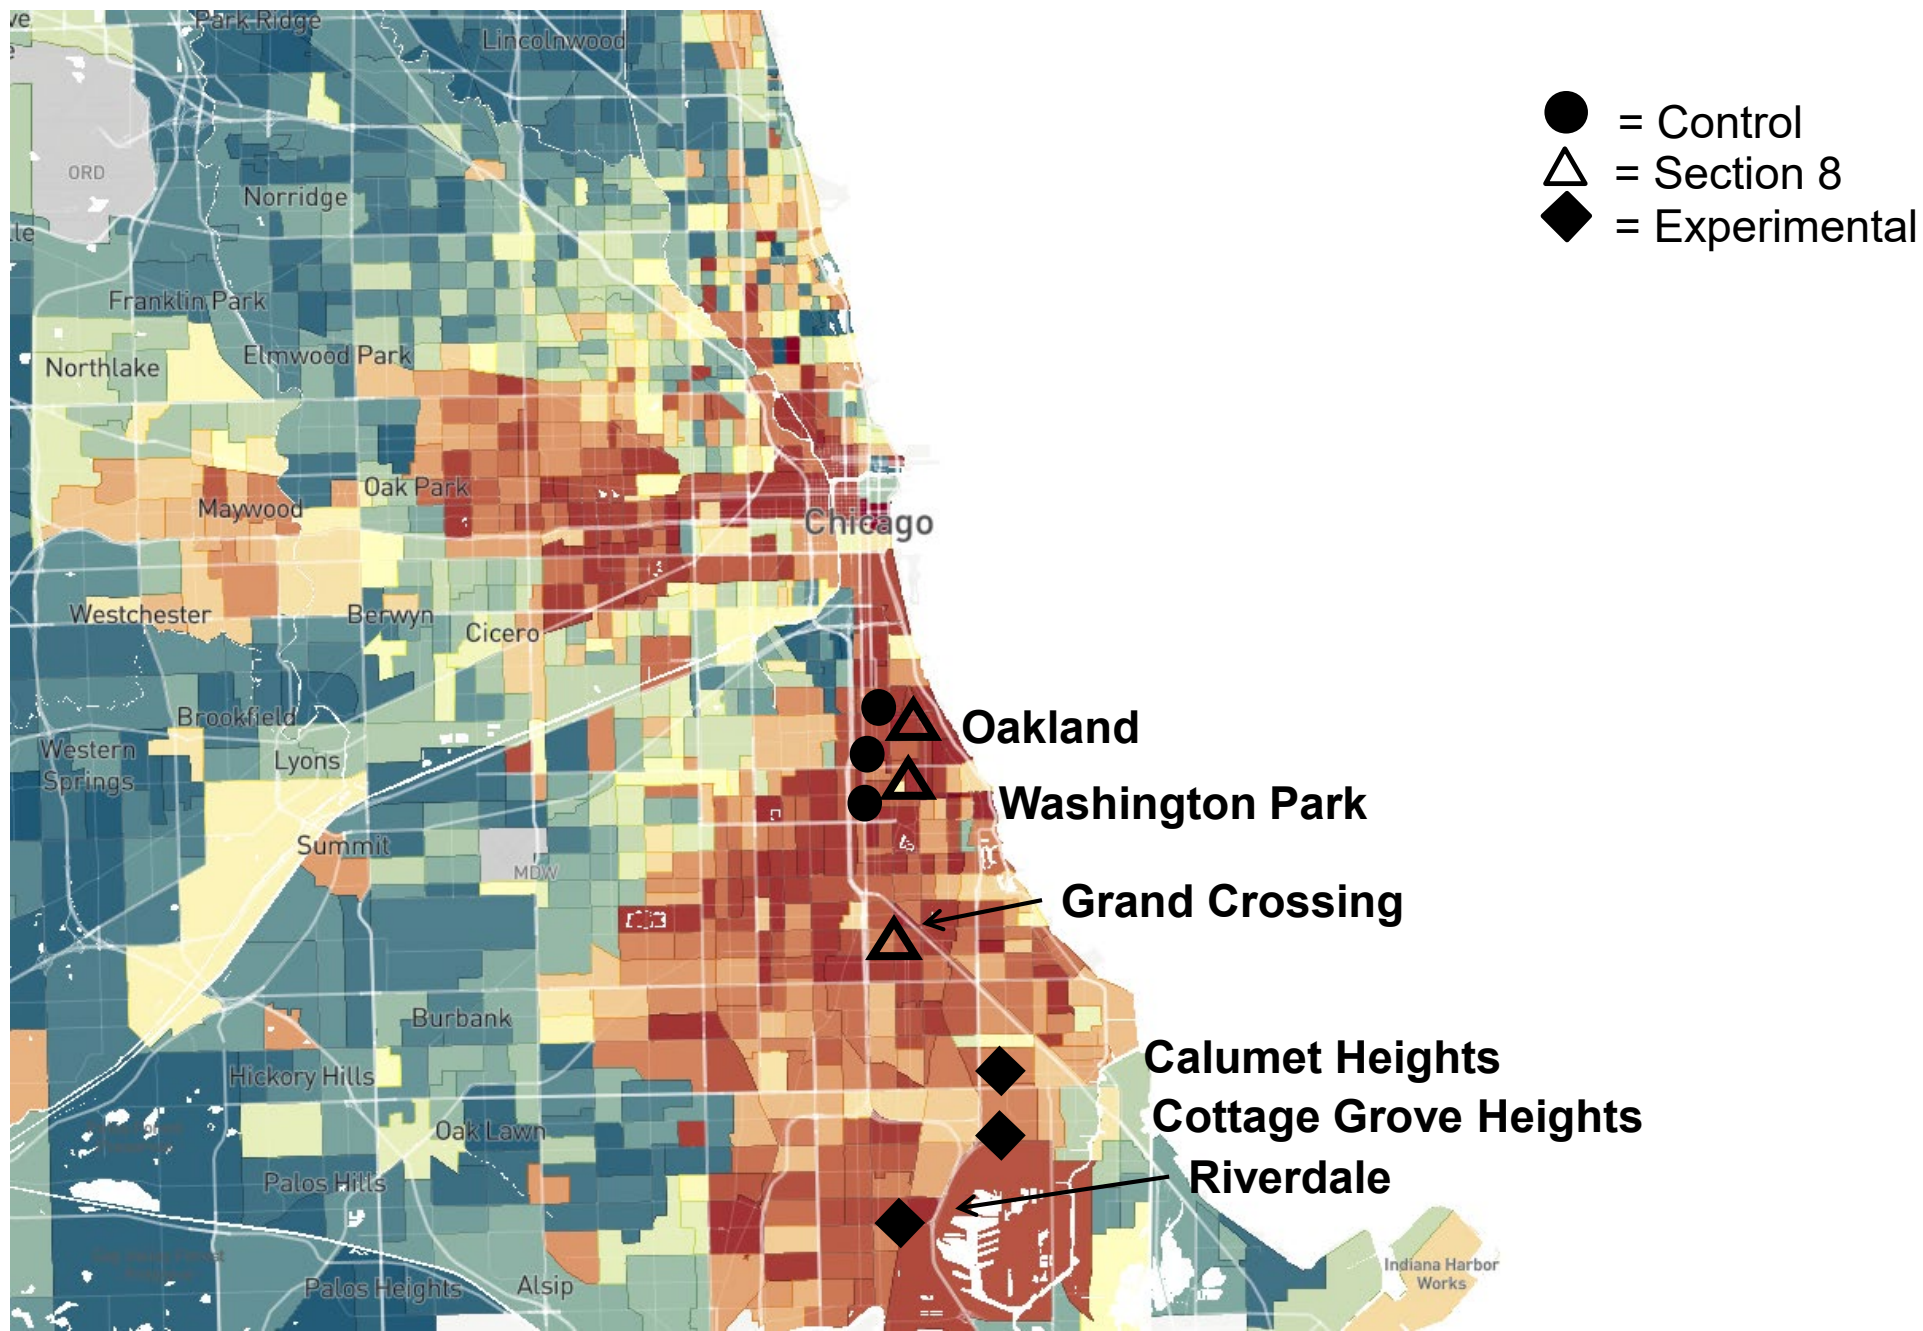 ve
Park Ridge
Lincolnwood
= Control
ORD
= Section 8
Norridge
= Experimental
le
Franklin Park
Elmwood Park
Northlake
Oak Park
Maywood
Chicago
Westchester
Berwyn
Cicero
Brookfield
Oakland
Western
Springs
Lyons
Washington Park
Summit
MDW
Grand Crossing
Burbank
Calumet Heights
Hickory Hills
Cottage Grove Heights
Oak Lawn
Riverdale
Palos Hills
Indiana Harbor
Works
Palos Heights
Alsip